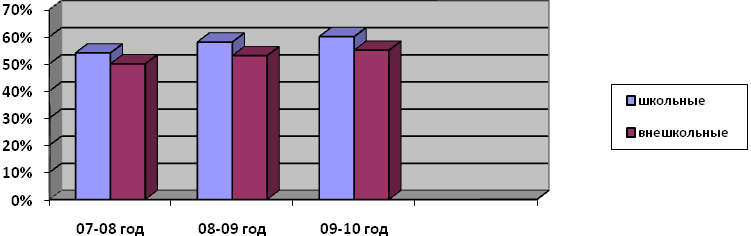 70%
60%
50%
40%
30%
20%
10%
0%
07-08 год
08-09 год
09-10 год
школьные
внешкольные